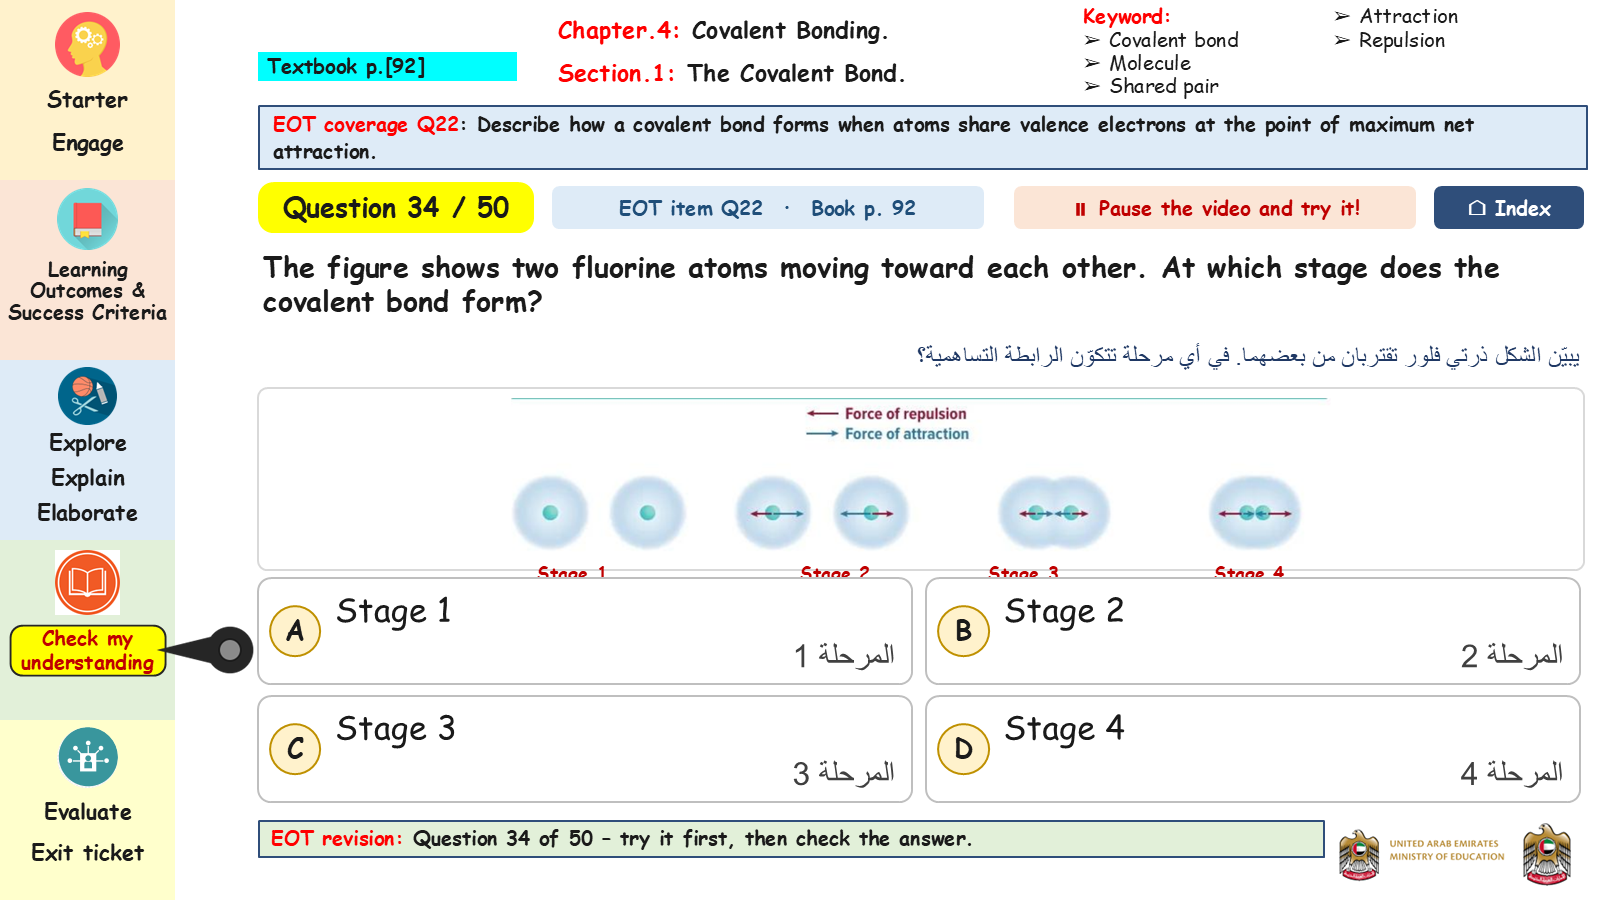 Starter
Engage
Learning
Outcomes &
Success Criteria
Explore
Explain
Elaborate
Check my
understanding
Evaluate
Exit ticket
Textbook p.[92]
Chapter.4: Covalent Bonding.
Section.1: The Covalent Bond.
Keyword:
➢ Covalent bond
➢ Molecule
➢ Shared pair
➢ Attraction
➢ Repulsion
EOT coverage Q22: Describe how a covalent bond forms when atoms share valence electrons at the point of maximum net
attraction.
Question 34 / 50
EOT item Q22 · Book p. 92
⏸ Pause the video and try it!
⌂ Index
The figure shows two fluorine atoms moving toward each other. At which stage does the
covalent bond form?
يبيّن الشكل ذرتي فلور تقتربان من بعضهما. في أي مرحلة تتكوّن الرابطة التساهمية؟
Force of repulsion
Force of attraction
Stage 1
Stage 2
Stage 3
Stage 4
A
Stage 1
المرحلة 1
B
Stage 2
المرحلة 2
C
Stage 3
المرحلة 3
D
Stage 4
المرحلة 4
EOT revision: Question 34 of 50 – try it first, then check the answer.
UNITED ARAB EMIRATES
MINISTRY OF EDUCATION